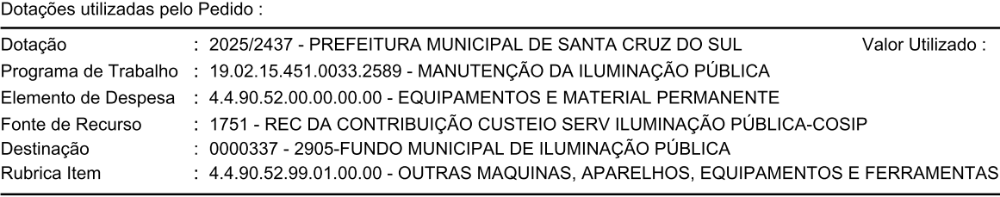 Dotações utilizadas pelo Pedido :
Dotação : 2025/2437 - PREFEITURA MUNICIPAL DE SANTA CRUZ DO SUL Valor Utilizado :
Programa de Trabalho : 19.02.15.451.0033.2589 - MANUTENÇÃO DA ILUMINAÇÃO PÚBLICA
Elemento de Despesa : 4.4.90.52.00.00.00.00 - EQUIPAMENTOS E MATERIAL PERMANENTE
Fonte de Recurso : 1751 - REC DA CONTRIBUIÇÃO CUSTEIO SERV ILUMINAÇÃO PÚBLICA-COSIP
Destinação : 0000337 - 2905-FUNDO MUNICIPAL DE ILUMINAÇÃO PÚBLICA
Rubrica Item : 4.4.90.52.99.01.00.00 - OUTRAS MAQUINAS, APARELHOS, EQUIPAMENTOS E FERRAMENTAS